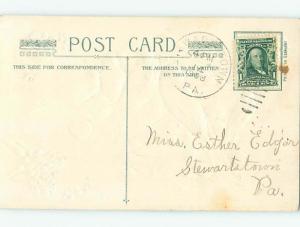 POST CARD
THIS SIDE FOR CORRESPONDENCE.
THE ADDRESS TO BE WRITTEN
ON THIS SIDE
PA.
Miss. Esther Edgar
Stewartstown
Pa.